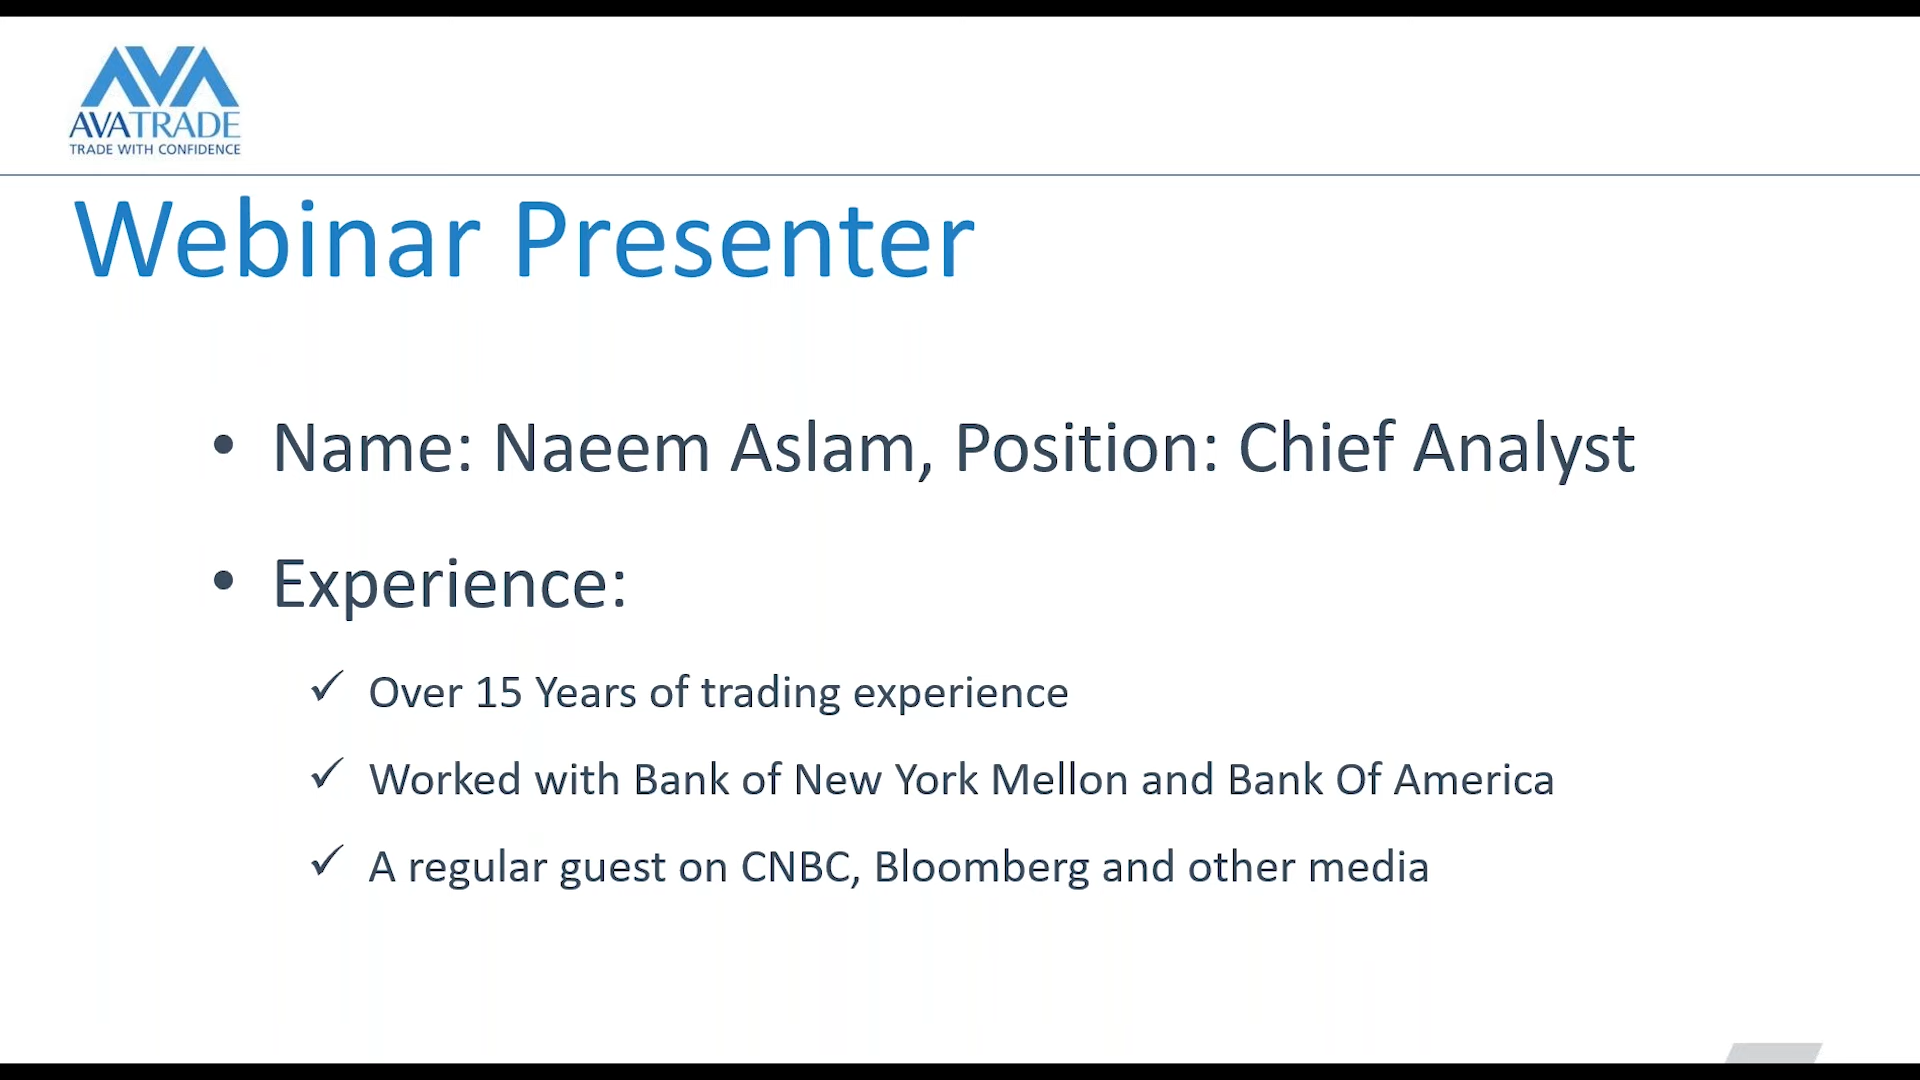 AVA
AVATRADE
TRADE WITH CONFIDENCE
Webinar Presenter
• Name: Naeem Aslam, Position: Chief Analyst
• Experience:
✓ Over 15 Years of trading experience
✓ Worked with Bank of New York Mellon and Bank Of America
✓ A regular guest on CNBC, Bloomberg and other media